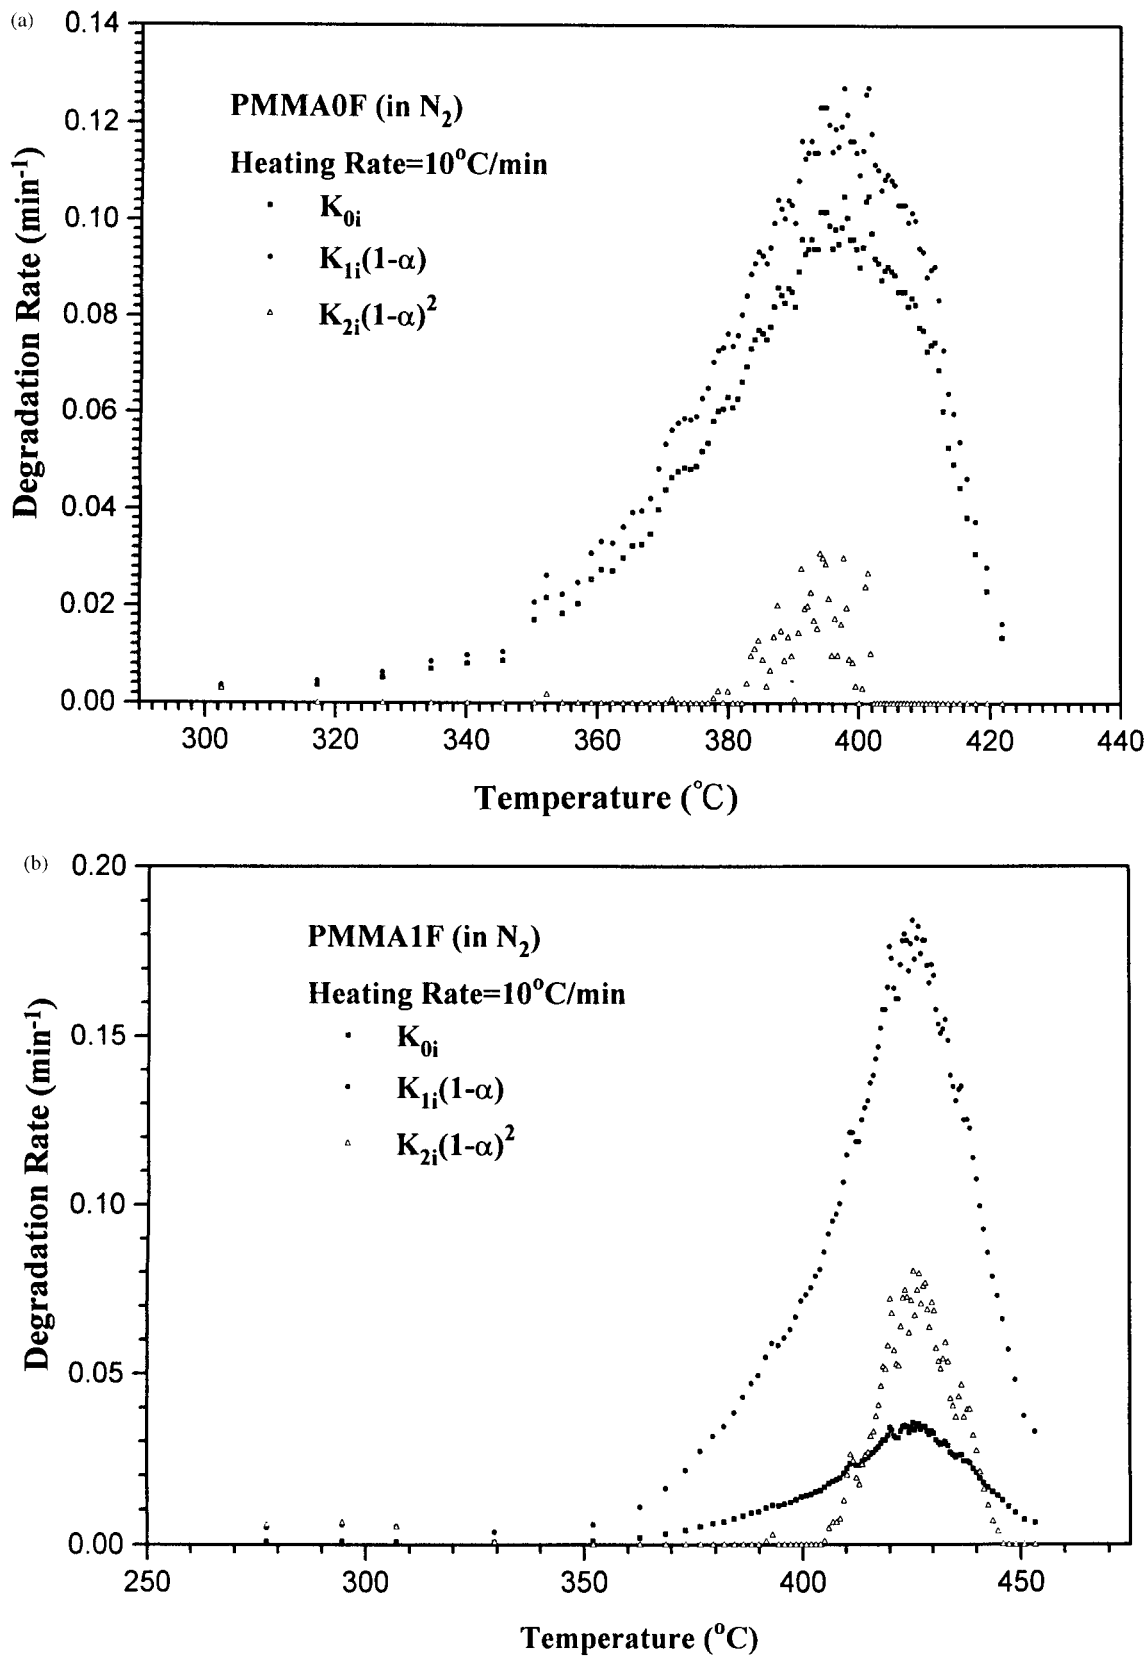 (a)
0.14
0.12
0.10
0.08
0.06
0.04
0.02
0.00
Degradation Rate (min⁻¹)
PMMA0F (in N₂)
Heating Rate=10°C/min
K₀ᵢ
K₁ᵢ(1-α)
K₂ᵢ(1-α)²
300 320 340 360 380 400 420 440
Temperature (℃)
(b)
0.20
0.15
0.10
0.05
0.00
Degradation Rate (min⁻¹)
PMMA1F (in N₂)
Heating Rate=10°C/min
K₀ᵢ
K₁ᵢ(1-α)
K₂ᵢ(1-α)²
250 300 350 400 450
Temperature (°C)